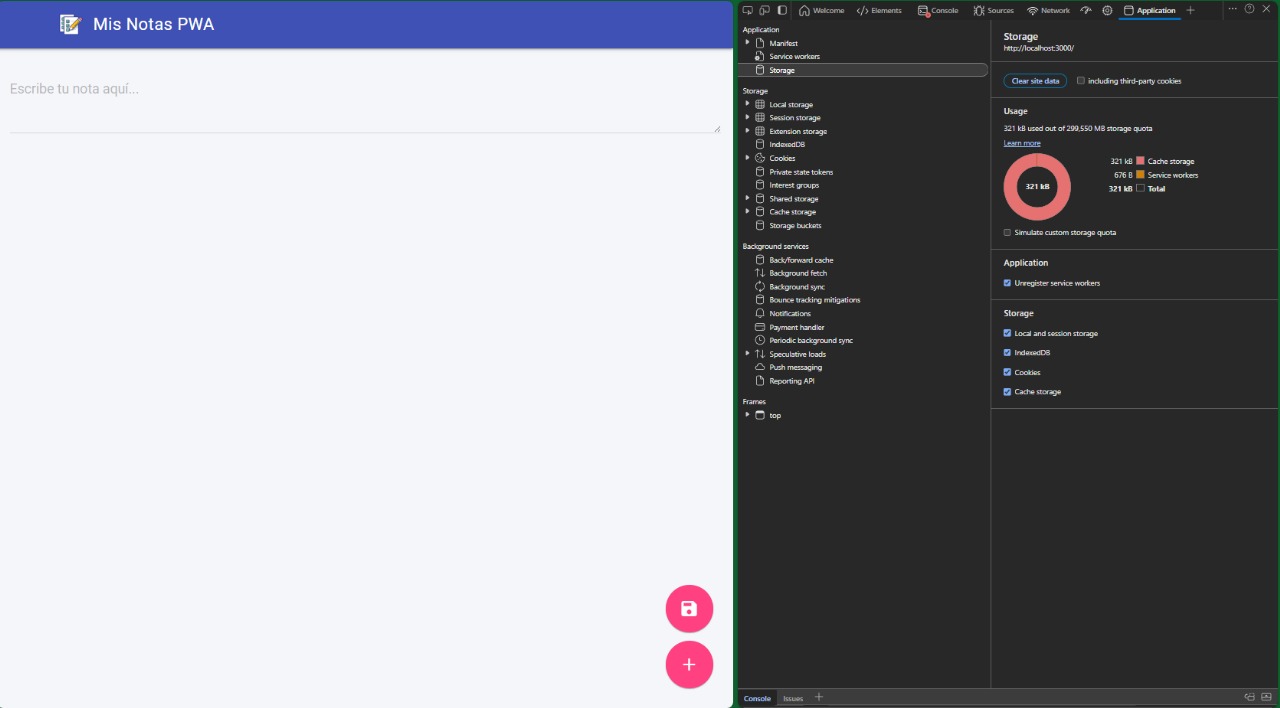 Mis Notas PWA
Escribe tu nota aquí...
Welcome
Elements
Console
Sources
Network
Application
Application
Manifest
Service workers
Storage
Storage
Local storage
Session storage
Extension storage
IndexedDB
Cookies
Private state tokens
Interest groups
Shared storage
Cache storage
Storage buckets
Background services
Back/forward cache
Background fetch
Background sync
Bounce tracking mitigations
Notifications
Payment handler
Periodic background sync
Speculative loads
Push messaging
Reporting API
Frames
top
Storage
http://localhost:3000/
Clear site data
including third-party cookies
Usage
321 kB used out of 299,550 MB storage quota
Learn more
321 kB
321 kB Cache storage
676 B Service workers
321 kB Total
Simulate custom storage quota
Application
Unregister service workers
Storage
Local and session storage
IndexedDB
Cookies
Cache storage
Console
Issues